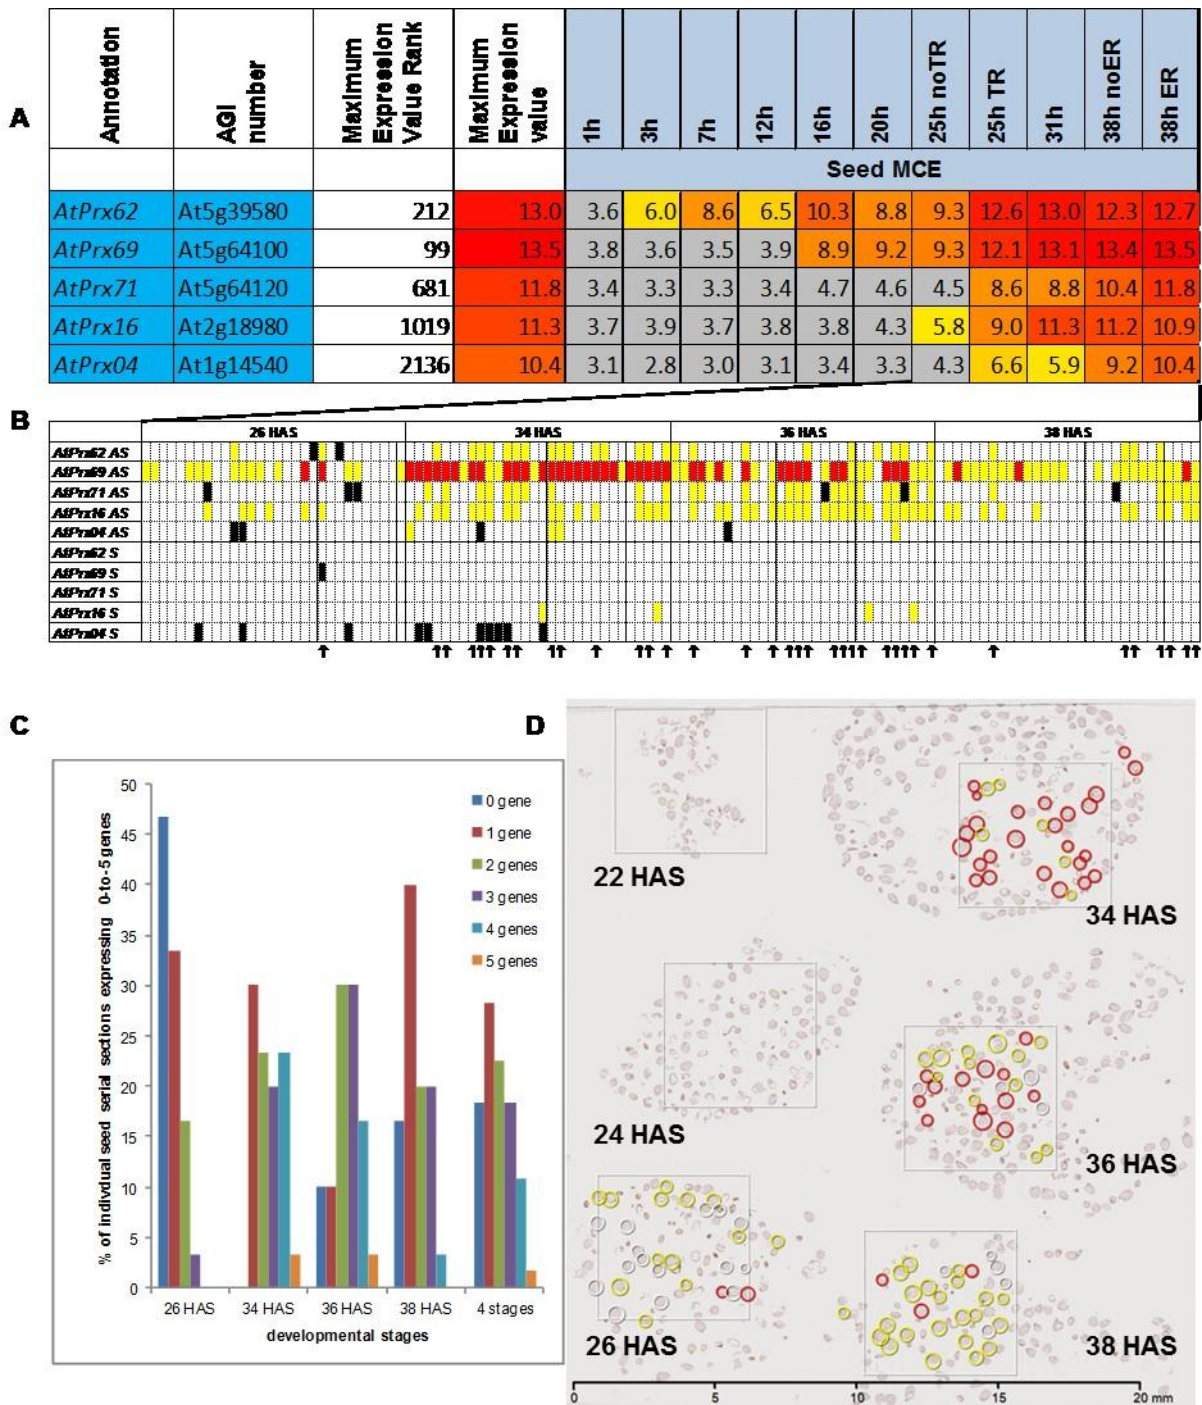 A
Annotation AGI number Maximum Expression Value Rank Maximum Expression value 1h 3h 7h 12h 16h 20h 25h noTR 25h TR 31h 38h noER 38h ER
Seed MCE
AtPrx62 At5g39580 212 13.0 3.6 6.0 8.6 6.5 10.3 8.8 9.3 12.6 13.0 12.3 12.7
AtPrx69 At5g64100 99 13.5 3.8 3.6 3.5 3.9 8.9 9.2 9.3 12.1 13.1 13.4 13.5
AtPrx71 At5g64120 681 11.8 3.4 3.3 3.3 3.4 4.7 4.6 4.5 8.6 8.8 10.4 11.8
AtPrx16 At2g18980 1019 11.3 3.7 3.9 3.7 3.8 3.8 4.3 5.8 9.0 11.3 11.2 10.9
AtPrx04 At1g14540 2136 10.4 3.1 2.8 3.0 3.1 3.4 3.3 4.3 6.6 5.9 9.2 10.4
B
26 HAS 34 HAS 36 HAS 38 HAS
AtPrx62 AS
AtPrx69 AS
AtPrx71 AS
AtPrx16 AS
AtPrx04 AS
AtPrx62 S
AtPrx69 S
AtPrx71 S
AtPrx16 S
AtPrx04 S
C
% of indivdual seed serial sections expressing 0-to-5 genes
50
45
40
35
30
25
20
15
10
5
0
0 gene
1 gene
2 genes
3 genes
4 genes
5 genes
26 HAS 34 HAS 36 HAS 38 HAS 4 stages
developmental stages
D
22 HAS
34 HAS
24 HAS
36 HAS
26 HAS
38 HAS
0 5 10 15 20 mm